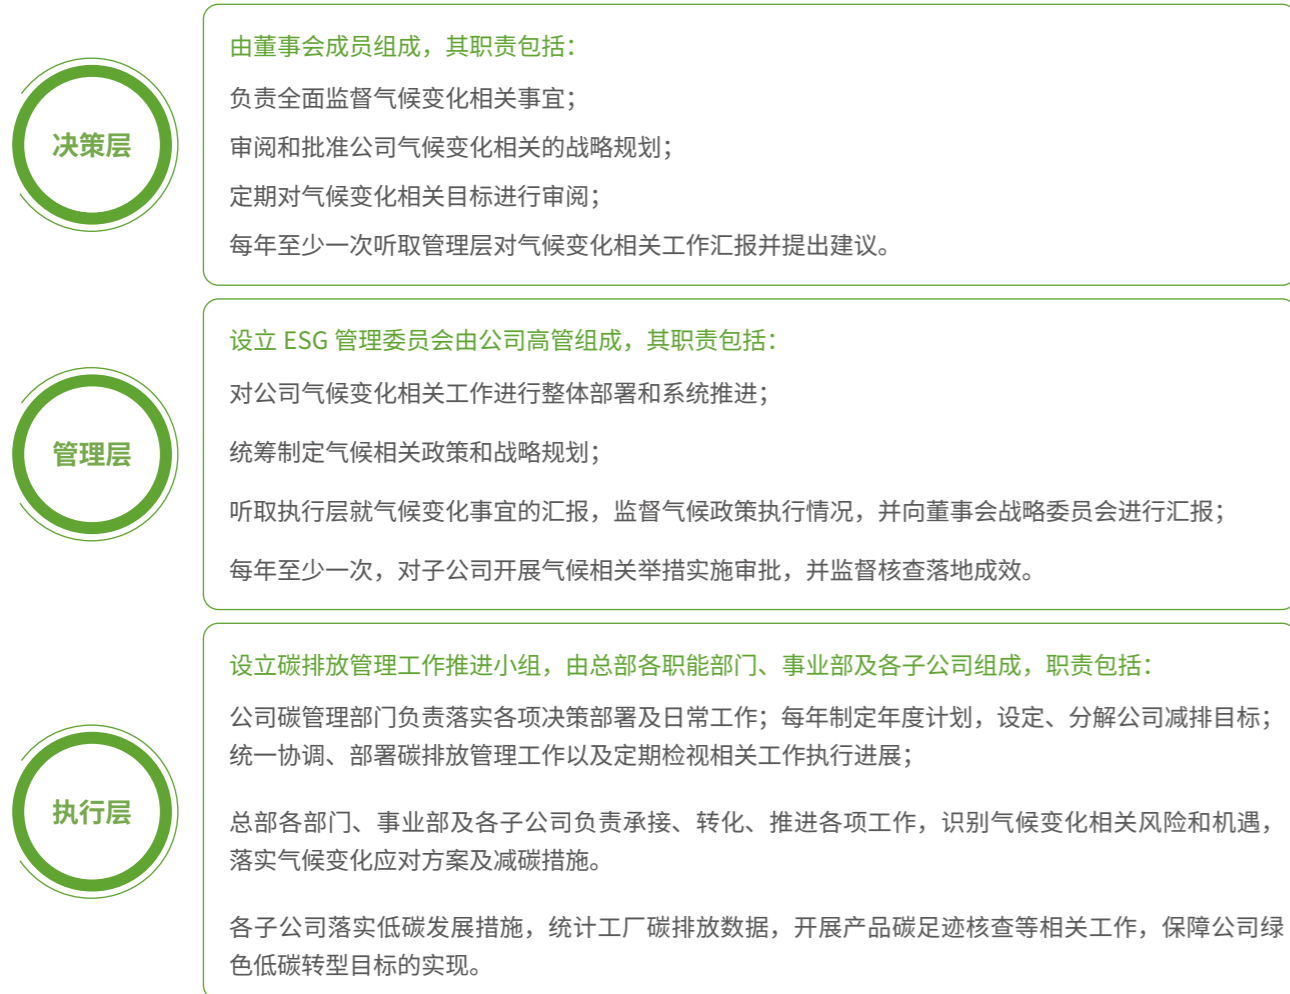 决策层
由董事会成员组成，其职责包括：
负责全面监督气候变化相关事宜；
审阅和批准公司气候变化相关的战略规划；
定期对气候变化相关目标进行审阅；
每年至少一次听取管理层对气候变化相关工作汇报并提出建议。
管理层
设立 ESG 管理委员会由公司高管组成，其职责包括：
对公司气候变化相关工作进行整体部署和系统推进；
统筹制定气候相关政策和战略规划；
听取执行层就气候变化事宜的汇报，监督气候政策执行情况，并向董事会战略委员会进行汇报；
每年至少一次，对子公司开展气候相关举措实施审批，并监督核查落地成效。
执行层
设立碳排放管理工作推进小组，由总部各职能部门、事业部及各子公司组成，职责包括：
公司碳管理部门负责落实各项决策部署及日常工作；每年制定年度计划，设定、分解公司减排目标；
统一协调、部署碳排放管理工作以及定期检视相关工作执行进展；
总部各部门、事业部及各子公司负责承接、转化、推进各项工作，识别气候变化相关风险和机遇，
落实气候变化应对方案及减碳措施。
各子公司落实低碳发展措施，统计工厂碳排放数据，开展产品碳足迹核查等相关工作，保障公司绿
色低碳转型目标的实现。